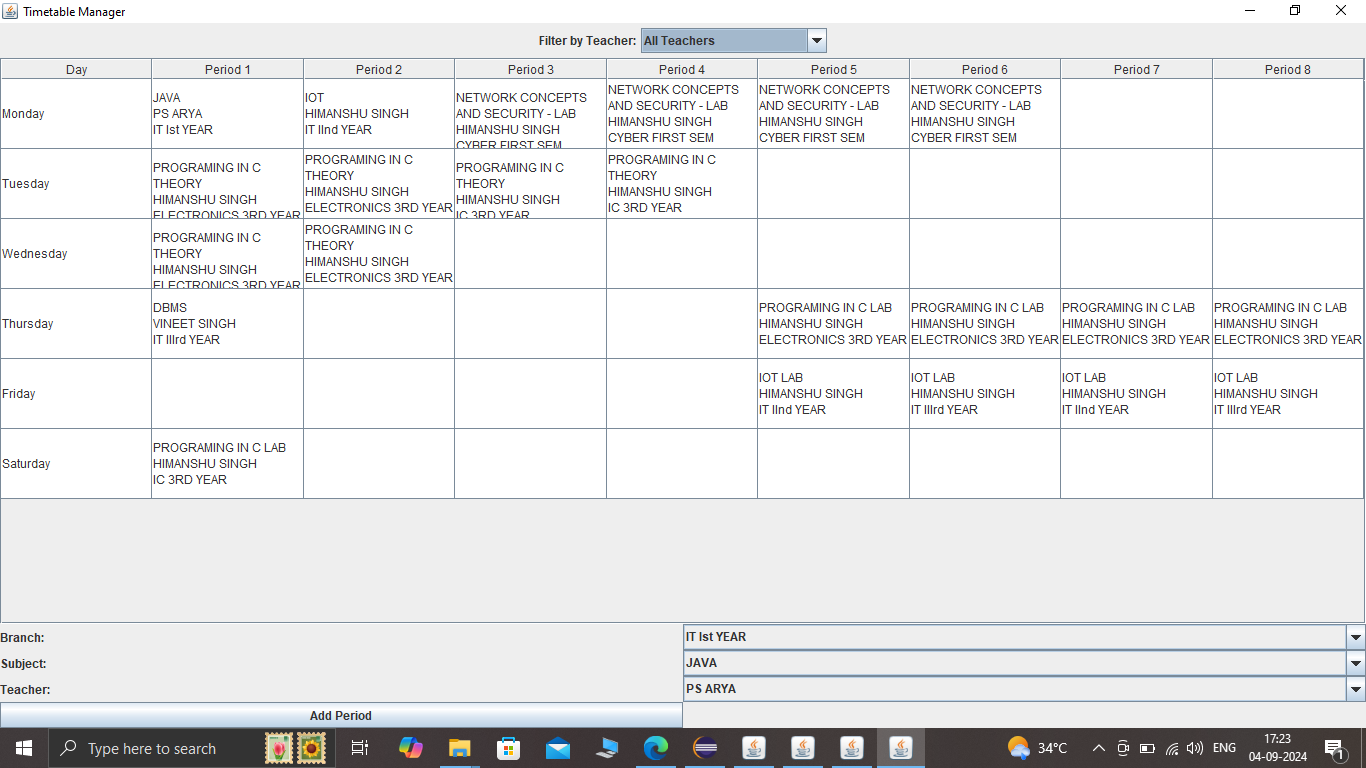 Timetable Manager
Filter by Teacher: All Teachers
Day Period 1 Period 2 Period 3 Period 4 Period 5 Period 6 Period 7 Period 8
Monday
JAVA
PS ARYA
IT Ist YEAR
IOT
HIMANSHU SINGH
IT IInd YEAR
NETWORK CONCEPTS
AND SECURITY - LAB
HIMANSHU SINGH
CYBER FIRST SEM
NETWORK CONCEPTS
AND SECURITY - LAB
HIMANSHU SINGH
CYBER FIRST SEM
NETWORK CONCEPTS
AND SECURITY - LAB
HIMANSHU SINGH
CYBER FIRST SEM
NETWORK CONCEPTS
AND SECURITY - LAB
HIMANSHU SINGH
CYBER FIRST SEM
Tuesday
PROGRAMING IN C
THEORY
HIMANSHU SINGH
ELECTRONICS 3RD YEAR
PROGRAMING IN C
THEORY
HIMANSHU SINGH
ELECTRONICS 3RD YEAR
PROGRAMING IN C
THEORY
HIMANSHU SINGH
IC 3RD YEAR
PROGRAMING IN C
THEORY
HIMANSHU SINGH
IC 3RD YEAR
Wednesday
PROGRAMING IN C
THEORY
HIMANSHU SINGH
ELECTRONICS 3RD YEAR
PROGRAMING IN C
THEORY
HIMANSHU SINGH
ELECTRONICS 3RD YEAR
Thursday
DBMS
VINEET SINGH
IT IIIrd YEAR
PROGRAMING IN C LAB
HIMANSHU SINGH
ELECTRONICS 3RD YEAR
PROGRAMING IN C LAB
HIMANSHU SINGH
ELECTRONICS 3RD YEAR
PROGRAMING IN C LAB
HIMANSHU SINGH
ELECTRONICS 3RD YEAR
PROGRAMING IN C LAB
HIMANSHU SINGH
ELECTRONICS 3RD YEAR
Friday
IOT LAB
HIMANSHU SINGH
IT IInd YEAR
IOT LAB
HIMANSHU SINGH
IT IIIrd YEAR
IOT LAB
HIMANSHU SINGH
IT IInd YEAR
IOT LAB
HIMANSHU SINGH
IT IIIrd YEAR
Saturday
PROGRAMING IN C LAB
HIMANSHU SINGH
IC 3RD YEAR
Branch: IT Ist YEAR
Subject: JAVA
Teacher: PS ARYA
Add Period
Type here to search
34°C
ENG
17:23
04-09-2024
1